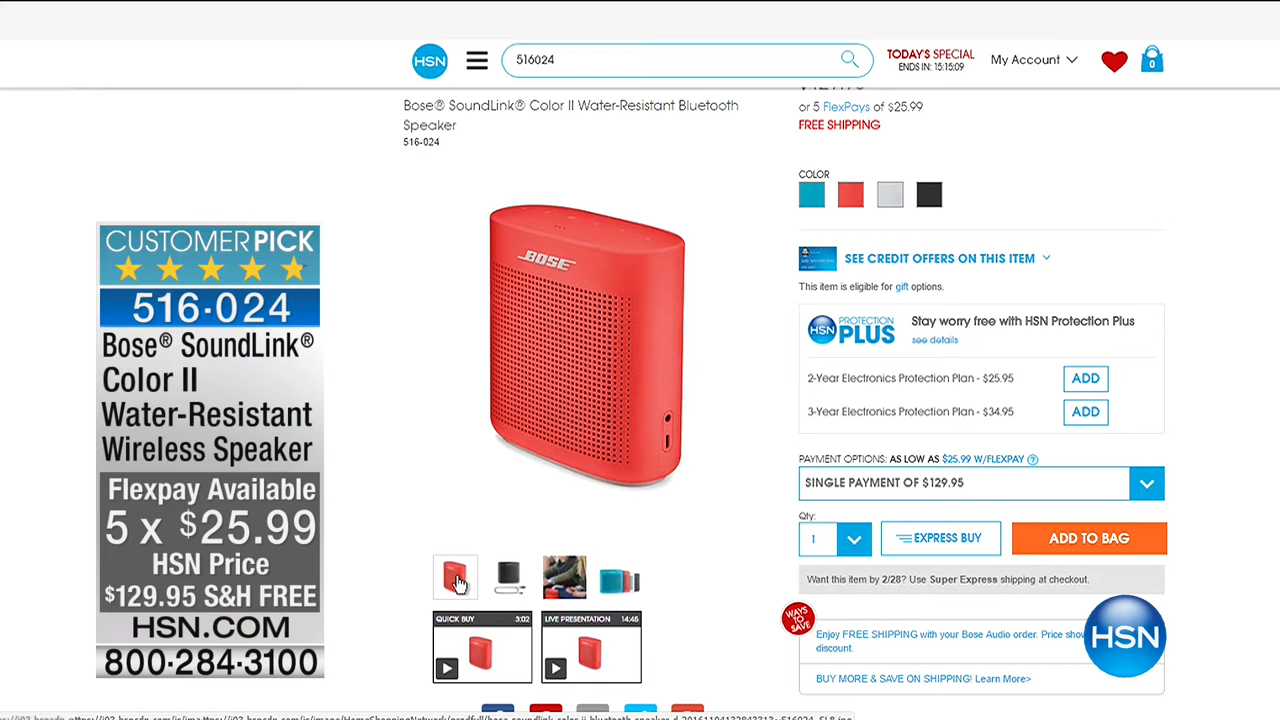 HSN
516024
TODAY'S SPECIAL
ENDS IN: 15:15:09
My Account
0
Bose® SoundLink® Color II Water-Resistant Bluetooth
Speaker
516-024
or 5 FlexPays of $25.99
FREE SHIPPING
COLOR
CUSTOMER PICK
516-024
Bose® SoundLink®
Color II
Water-Resistant
Wireless Speaker
Flexpay Available
5 x $25.99
HSN Price
$129.95 S&H FREE
HSN.COM
800-284-3100
BOSE
SEE CREDIT OFFERS ON THIS ITEM
This item is eligible for gift options.
HSN PROTECTION PLUS
Stay worry free with HSN Protection Plus
see details
2-Year Electronics Protection Plan - $25.95 ADD
3-Year Electronics Protection Plan - $34.95 ADD
PAYMENT OPTIONS: AS LOW AS $25.99 W/FLEXPAY ?
SINGLE PAYMENT OF $129.95
Qty:
1
EXPRESS BUY
ADD TO BAG
Want this item by 2/28? Use Super Express shipping at checkout.
QUICK BUY 3:02
LIVE PRESENTATION 14:45
WAYS TO SAVE
Enjoy FREE SHIPPING with your Bose Audio order. Price
discount.
BUY MORE & SAVE ON SHIPPING! Learn More>
HSN